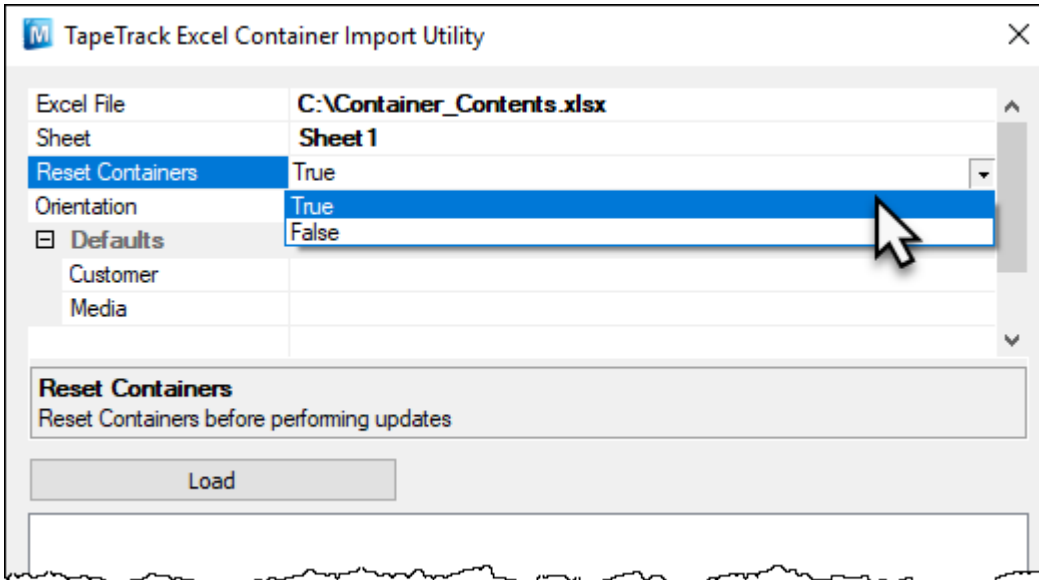 TapeTrack Excel Container Import Utility
Excel File C:\Container_Contents.xlsx
Sheet Sheet1
Reset Containers True
Orientation True
False
Defaults
Customer
Media
Reset Containers
Reset Containers before performing updates
Load